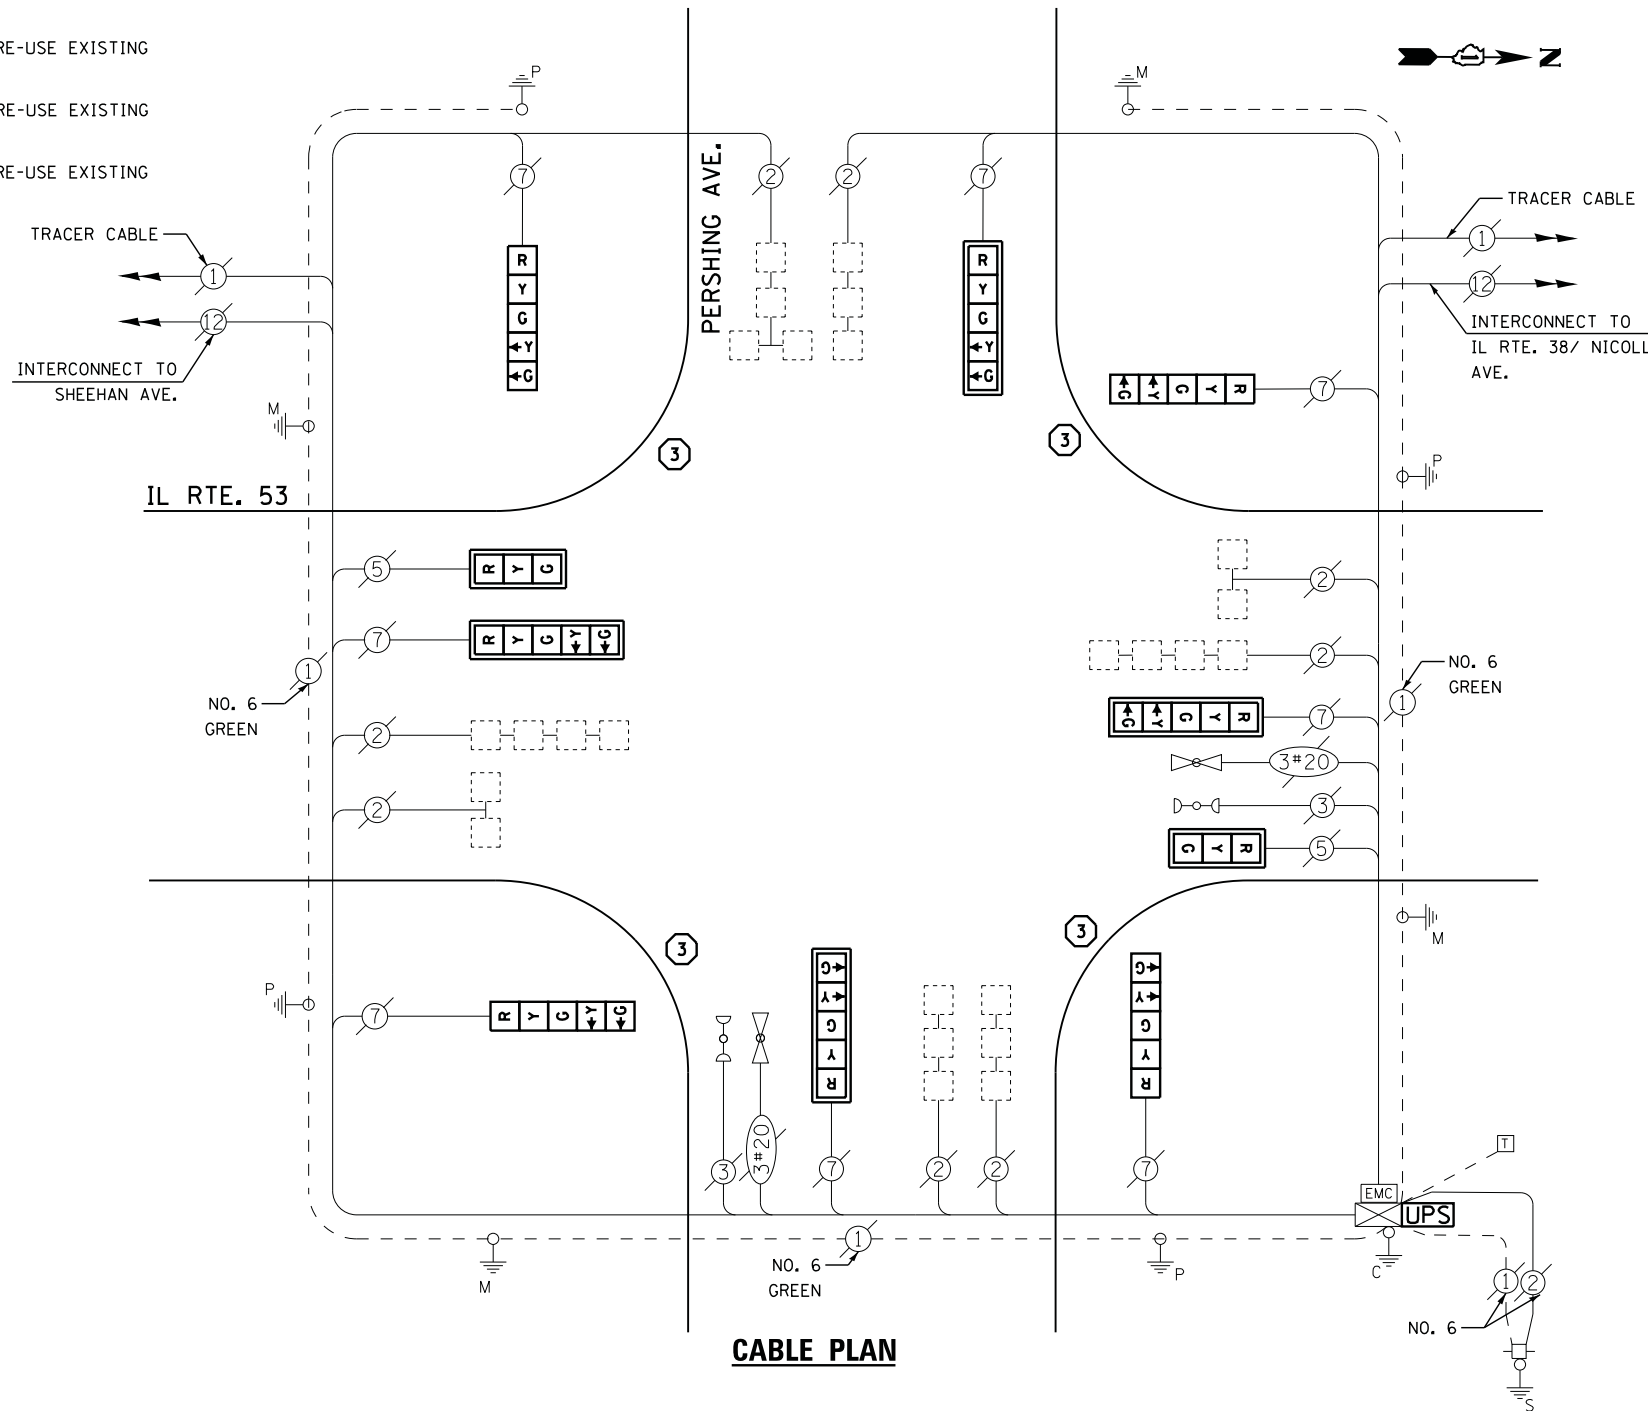 RE-USE EXISTING
RE-USE EXISTING
RE-USE EXISTING
N
P
M
PERSHING AVE.
7
2
2
7
TRACER CABLE
1
TRACER CABLE
1
12
12
INTERCONNECT TO
SHEEHAN AVE.
INTERCONNECT TO
IL RTE. 38/ NICOLL
AVE.
R
Y
G
Y
G
R
Y
G
Y
G
G Y G Y R
7
M
3
3
P
IL RTE. 53
5
R Y G
2
7
R Y G Y G
2
1
NO. 6
GREEN
NO. 6
GREEN
1
G Y G Y R
7
2
3#20
2
3
G Y R
5
3
3
M
P
7
R Y G Y G
G
Y
G
Y
R
G
Y
G
Y
R
3
3#20
7
2
2
7
T
EMC
UPS
M
1
NO. 6
GREEN
P
C
1
2
NO. 6
S
CABLE PLAN